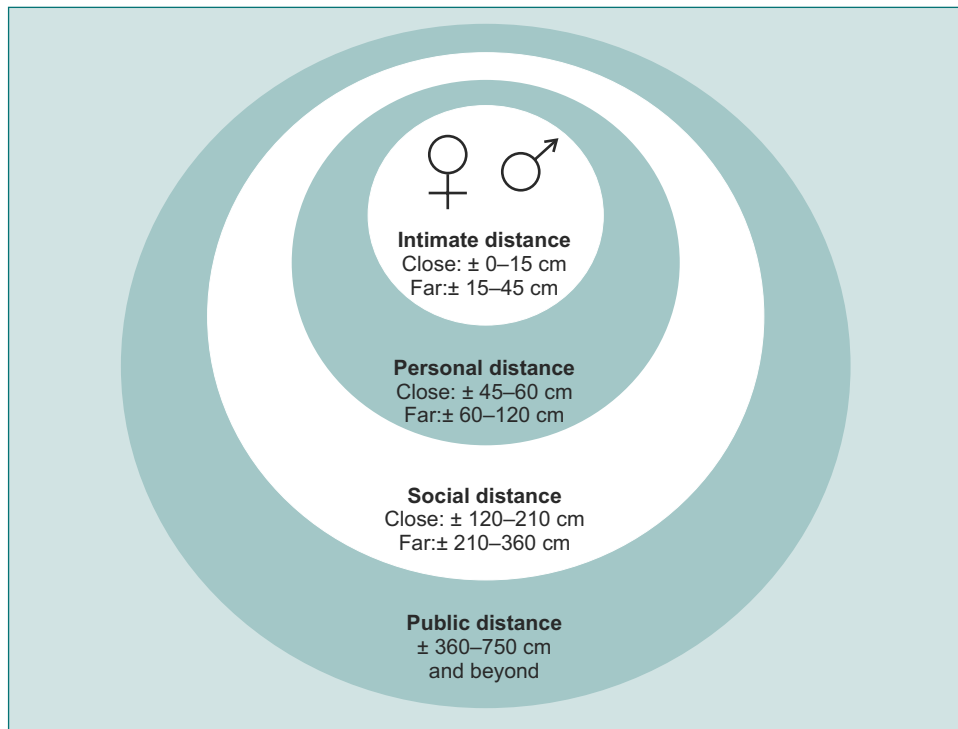 Intimate distance
Close: ± 0–15 cm
Far:± 15–45 cm
Personal distance
Close: ± 45–60 cm
Far:± 60–120 cm
Social distance
Close: ± 120–210 cm
Far:± 210–360 cm
Public distance
± 360–750 cm
and beyond